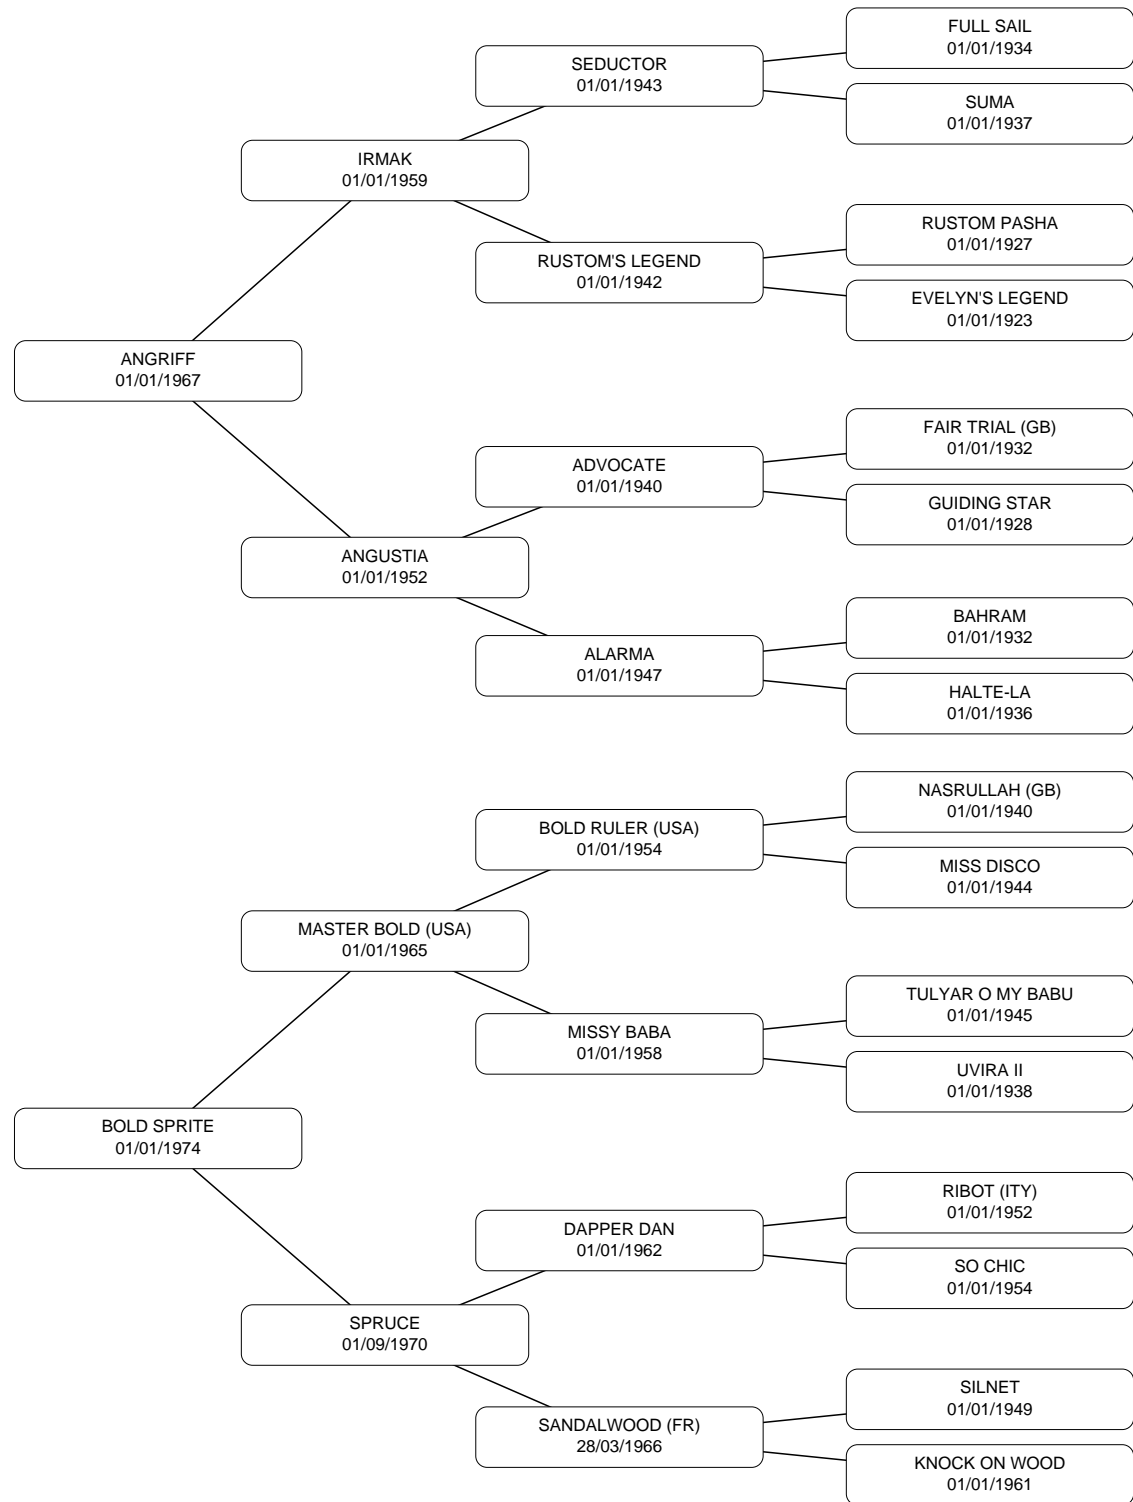 FULL SAIL
01/01/1934
SEDUCTOR
01/01/1943
SUMA
01/01/1937
IRMAK
01/01/1959
RUSTOM PASHA
01/01/1927
RUSTOM'S LEGEND
01/01/1942
EVELYN'S LEGEND
01/01/1923
ANGRIFF
01/01/1967
FAIR TRIAL (GB)
01/01/1932
ADVOCATE
01/01/1940
GUIDING STAR
01/01/1928
ANGUSTIA
01/01/1952
BAHRAM
01/01/1932
ALARMA
01/01/1947
HALTE-LA
01/01/1936
NASRULLAH (GB)
01/01/1940
BOLD RULER (USA)
01/01/1954
MISS DISCO
01/01/1944
MASTER BOLD (USA)
01/01/1965
TULYAR O MY BABU
01/01/1945
MISSY BABA
01/01/1958
UVIRA II
01/01/1938
BOLD SPRITE
01/01/1974
RIBOT (ITY)
01/01/1952
DAPPER DAN
01/01/1962
SO CHIC
01/01/1954
SPRUCE
01/09/1970
SILNET
01/01/1949
SANDALWOOD (FR)
28/03/1966
KNOCK ON WOOD
01/01/1961